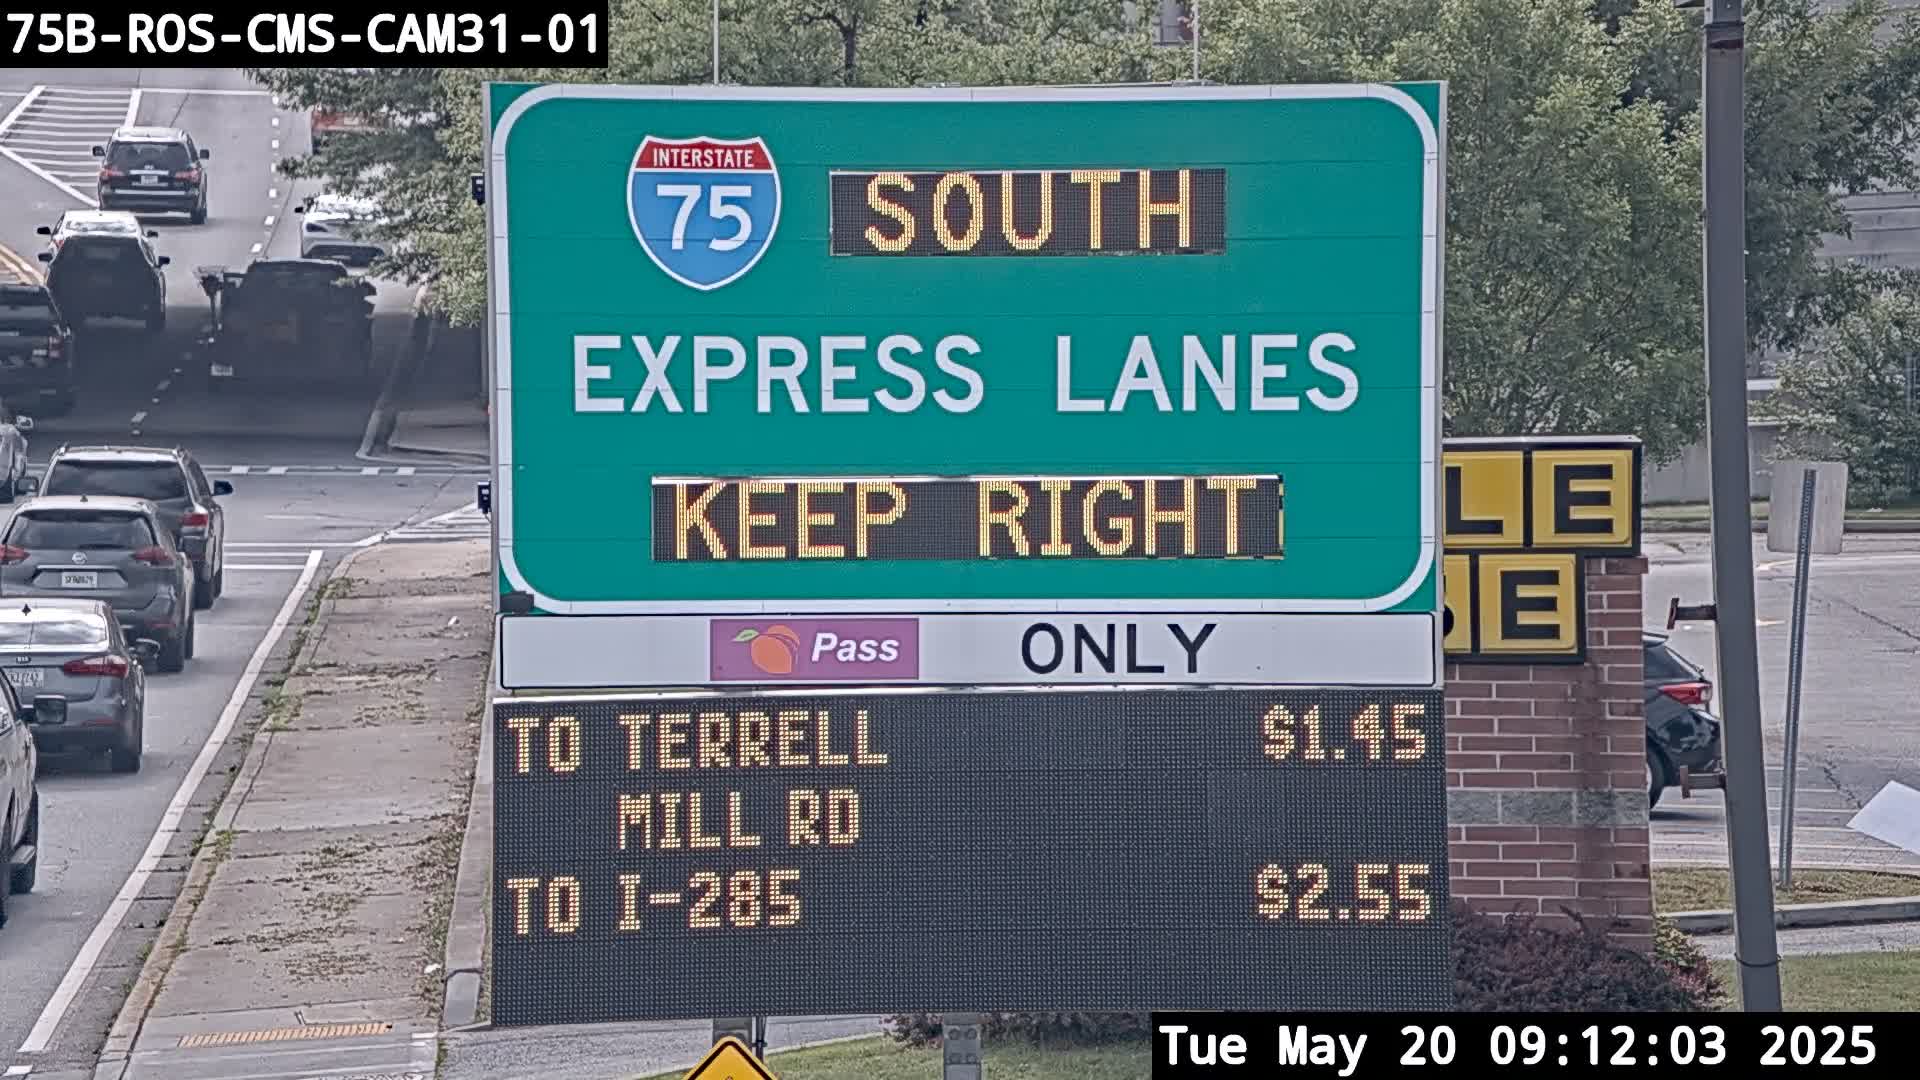 75B-ROS-CMS-CAM31-01
INTERSTATE
75
SOUTH
EXPRESS LANES
KEEP RIGHT
Pass ONLY
TO TERRELL $1.45
MILL RD
TO I-285 $2.55
LE
E
Tue May 20 09:12:03 2025